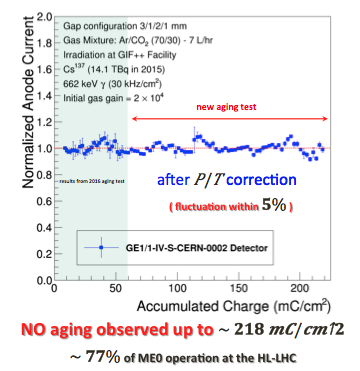 Normalized Anode Current
2.0
1.8
1.6
1.4
1.2
1.0
0.8
0.6
0.4
0.2
0.0
Gap configuration 3/1/2/1 mm
Gas Mixture: Ar/CO₂ (70/30) - 7 L/hr
Irradiation at GIF++ Facility
Cs¹³⁷ (14.1 TBq in 2015)
662 keV γ (30 kHz/cm²)
Initial gas gain = 2 × 10⁴
new aging test
results from 2016 aging test
after P/T correction
( fluctuation within 5% )
GE1/1-IV-S-CERN-0002 Detector
0 50 100 150 200
Accumulated Charge (mC/cm²)
NO aging observed up to ~ 218 mC/cm↑2
~ 77% of ME0 operation at the HL-LHC